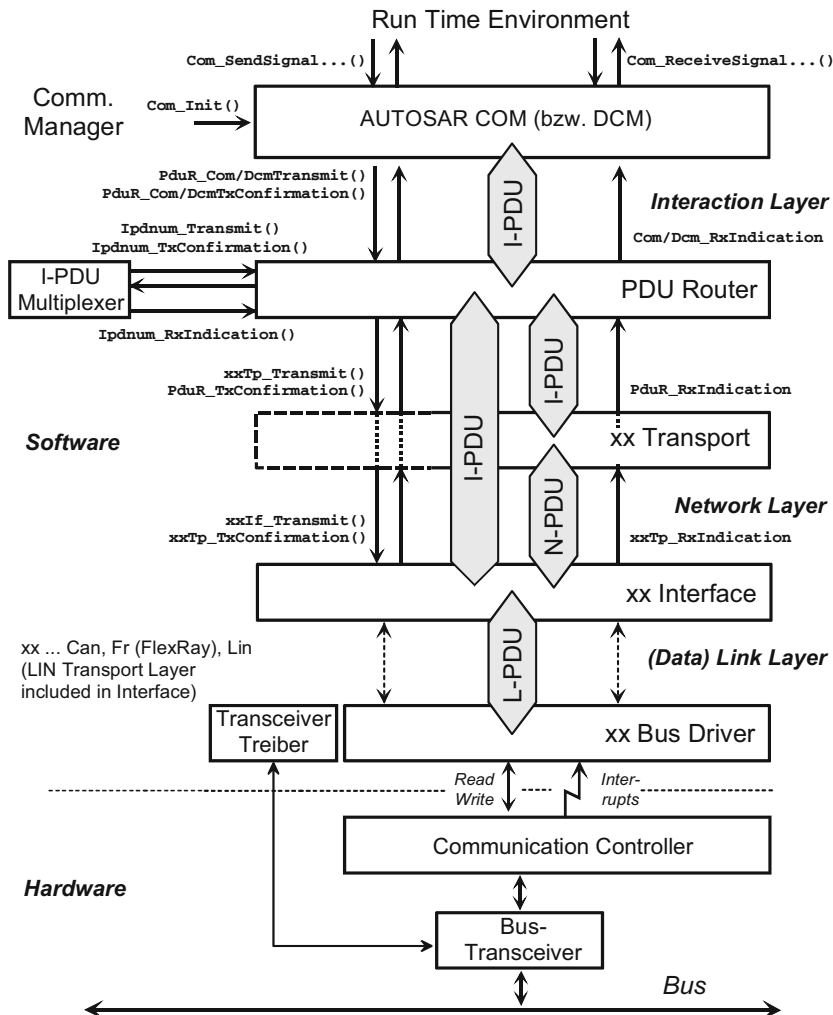 Run Time Environment
Com_SendSignal...()
Com_ReceiveSignal...()
Comm.
Manager
Com_Init()
AUTOSAR COM (bzw. DCM)
PduR_Com/DcmTransmit()
PduR_Com/DcmTxConfirmation()
I-PDU
Interaction Layer
Ipdnum_Transmit()
Ipdnum_TxConfirmation()
Com/Dcm_RxIndication
I-PDU
Multiplexer
PDU Router
Ipdnum_RxIndication()
xxTp_Transmit()
PduR_TxConfirmation()
I-PDU
I-PDU
PduR_RxIndication
Software
xx Transport
Network Layer
xxIf_Transmit()
xxTp_TxConfirmation()
N-PDU
xxTp_RxIndication
xx Interface
xx ... Can, Fr (FlexRay), Lin
(LIN Transport Layer
included in Interface)
L-PDU
(Data) Link Layer
Transceiver
Treiber
xx Bus Driver
Read
Write
Inter-
rupts
Communication Controller
Hardware
Bus-
Transceiver
Bus